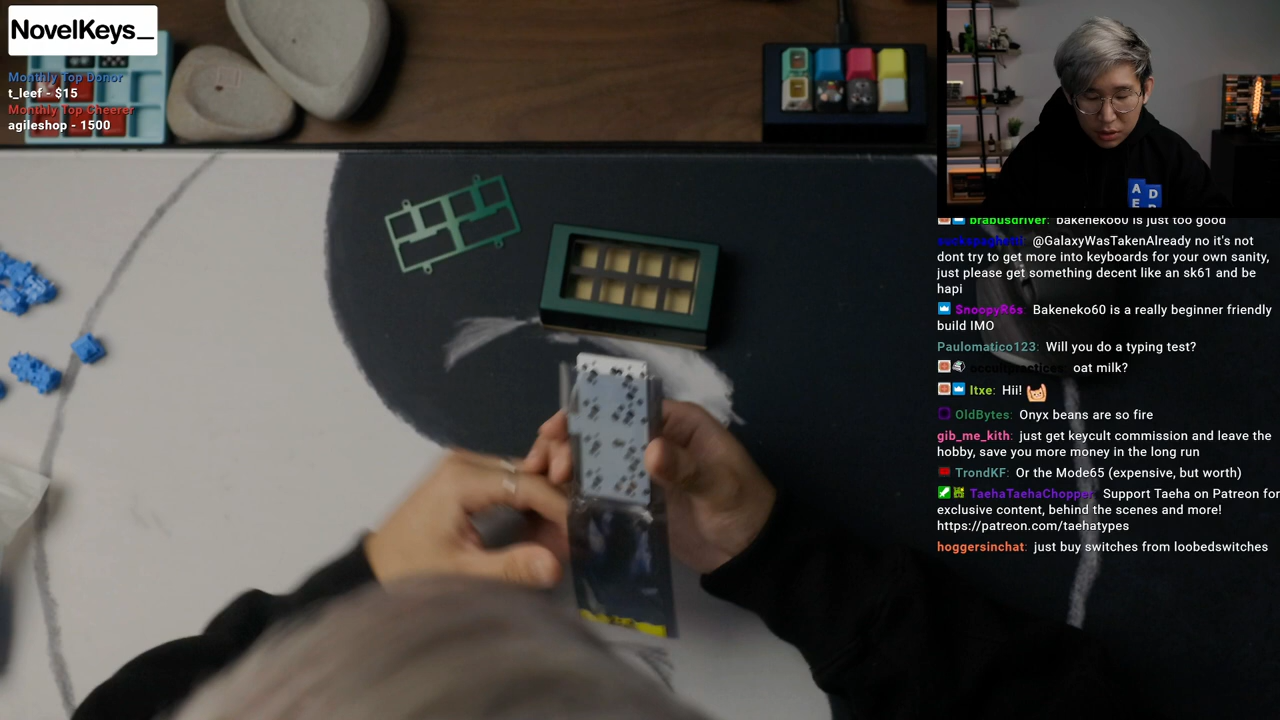 NovelKeys_
Monthly Top Donor
t_leef - $15
Monthly Top Cheerer
agileshop - 1500
A D
E
brabusdriver: bakeneko60 is just too good
@GalaxyWasTakenAlready no it's not
dont try to get more into keyboards for your own sanity,
just please get something decent like an sk61 and be
hapi
SnoopyR6s: Bakeneko60 is a really beginner friendly
build IMO
Paulomatico123: Will you do a typing test?
oat milk?
Itxe: Hii!
OldBytes: Onyx beans are so fire
gib_me_kith: just get keycult commission and leave the
hobby, save you more money in the long run
TrondKF: Or the Mode65 (expensive, but worth)
TaehaTaehaChopper: Support Taeha on Patreon for
exclusive content, behind the scenes and more!
https://patreon.com/taehatypes
hoggersinchat: just buy switches from loobedswitches